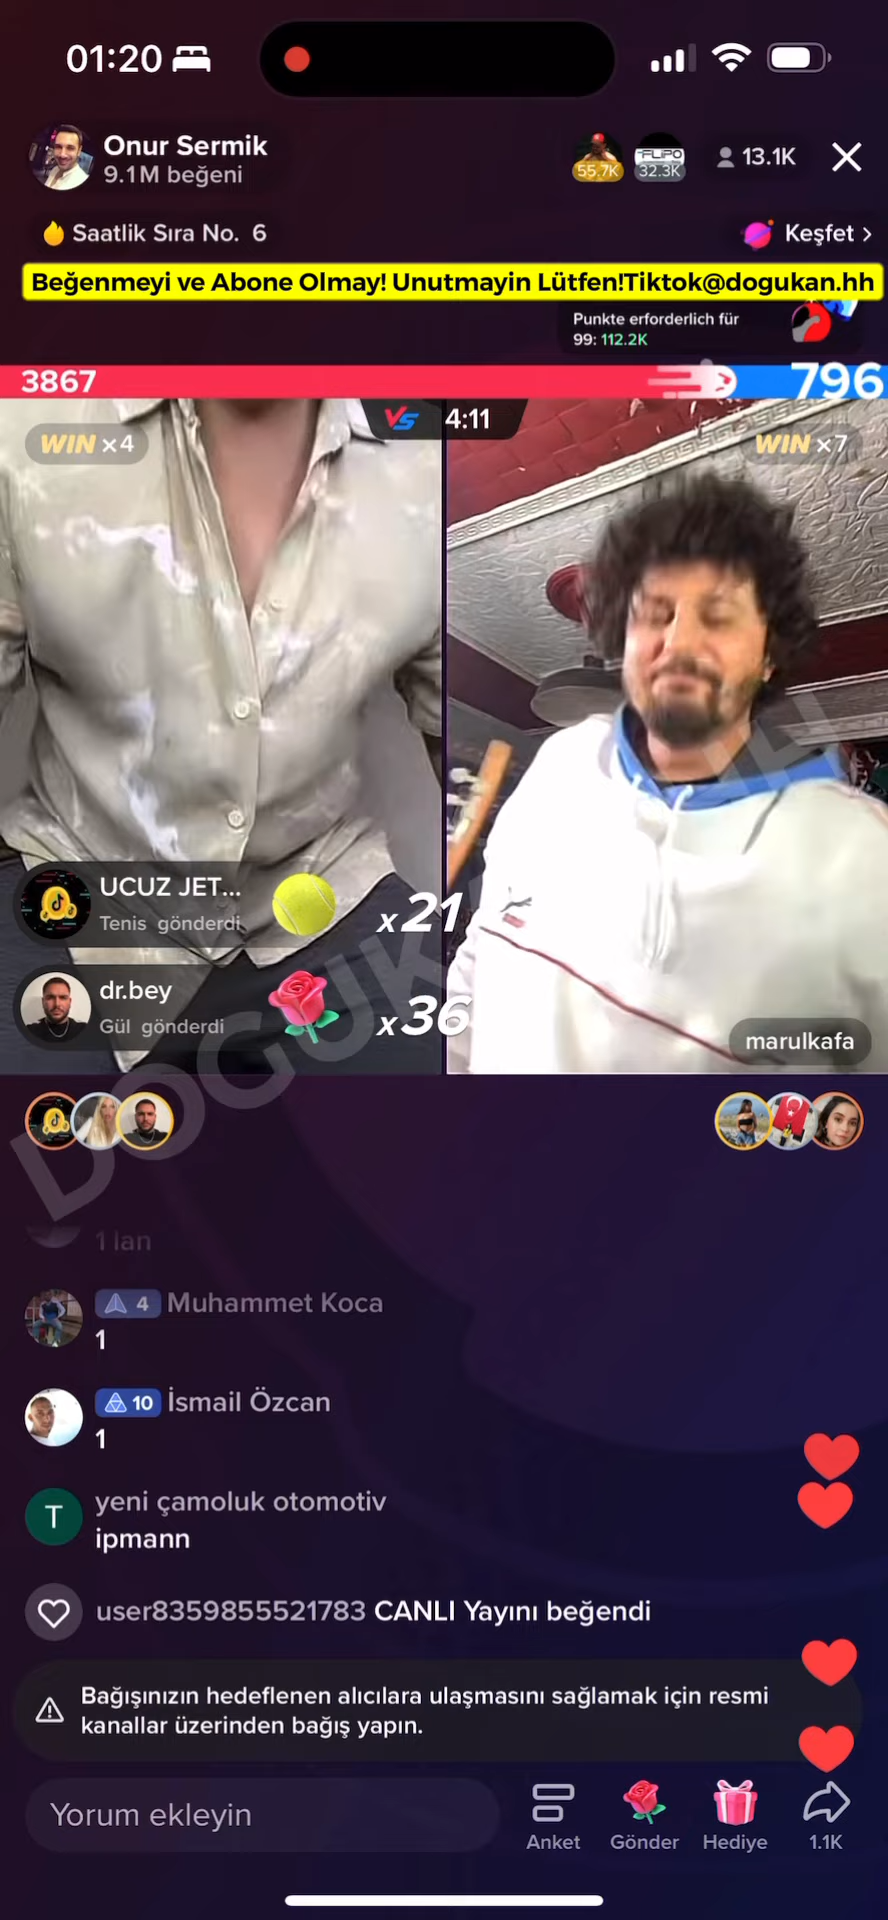 01:20
Onur Sermik
9.1M beğeni
55.7K
FLIPO
32.3K
13.1K
Saatlik Sıra No. 6
Keşfet >
Beğenmeyi ve Abone Olmay! Unutmayin Lütfen!Tiktok@dogukan.hh
Punkte erforderlich für
99: 112.2K
3867
796
VS
4:11
WIN x4
WIN x7
UCUZ JET...
Tenis gönderdi
x21
dr.bey
Gül gönderdi
x36
marulkafa
1 lan
4 Muhammet Koca
1
10 İsmail Özcan
1
T
yeni çamoluk otomotiv
ipmann
user8359855521783 CANLI Yayını beğendi
Bağışınızın hedeflenen alıcılara ulaşmasını sağlamak için resmi
kanallar üzerinden bağış yapın.
Yorum ekleyin
Anket
Gönder
Hediye
1.1K